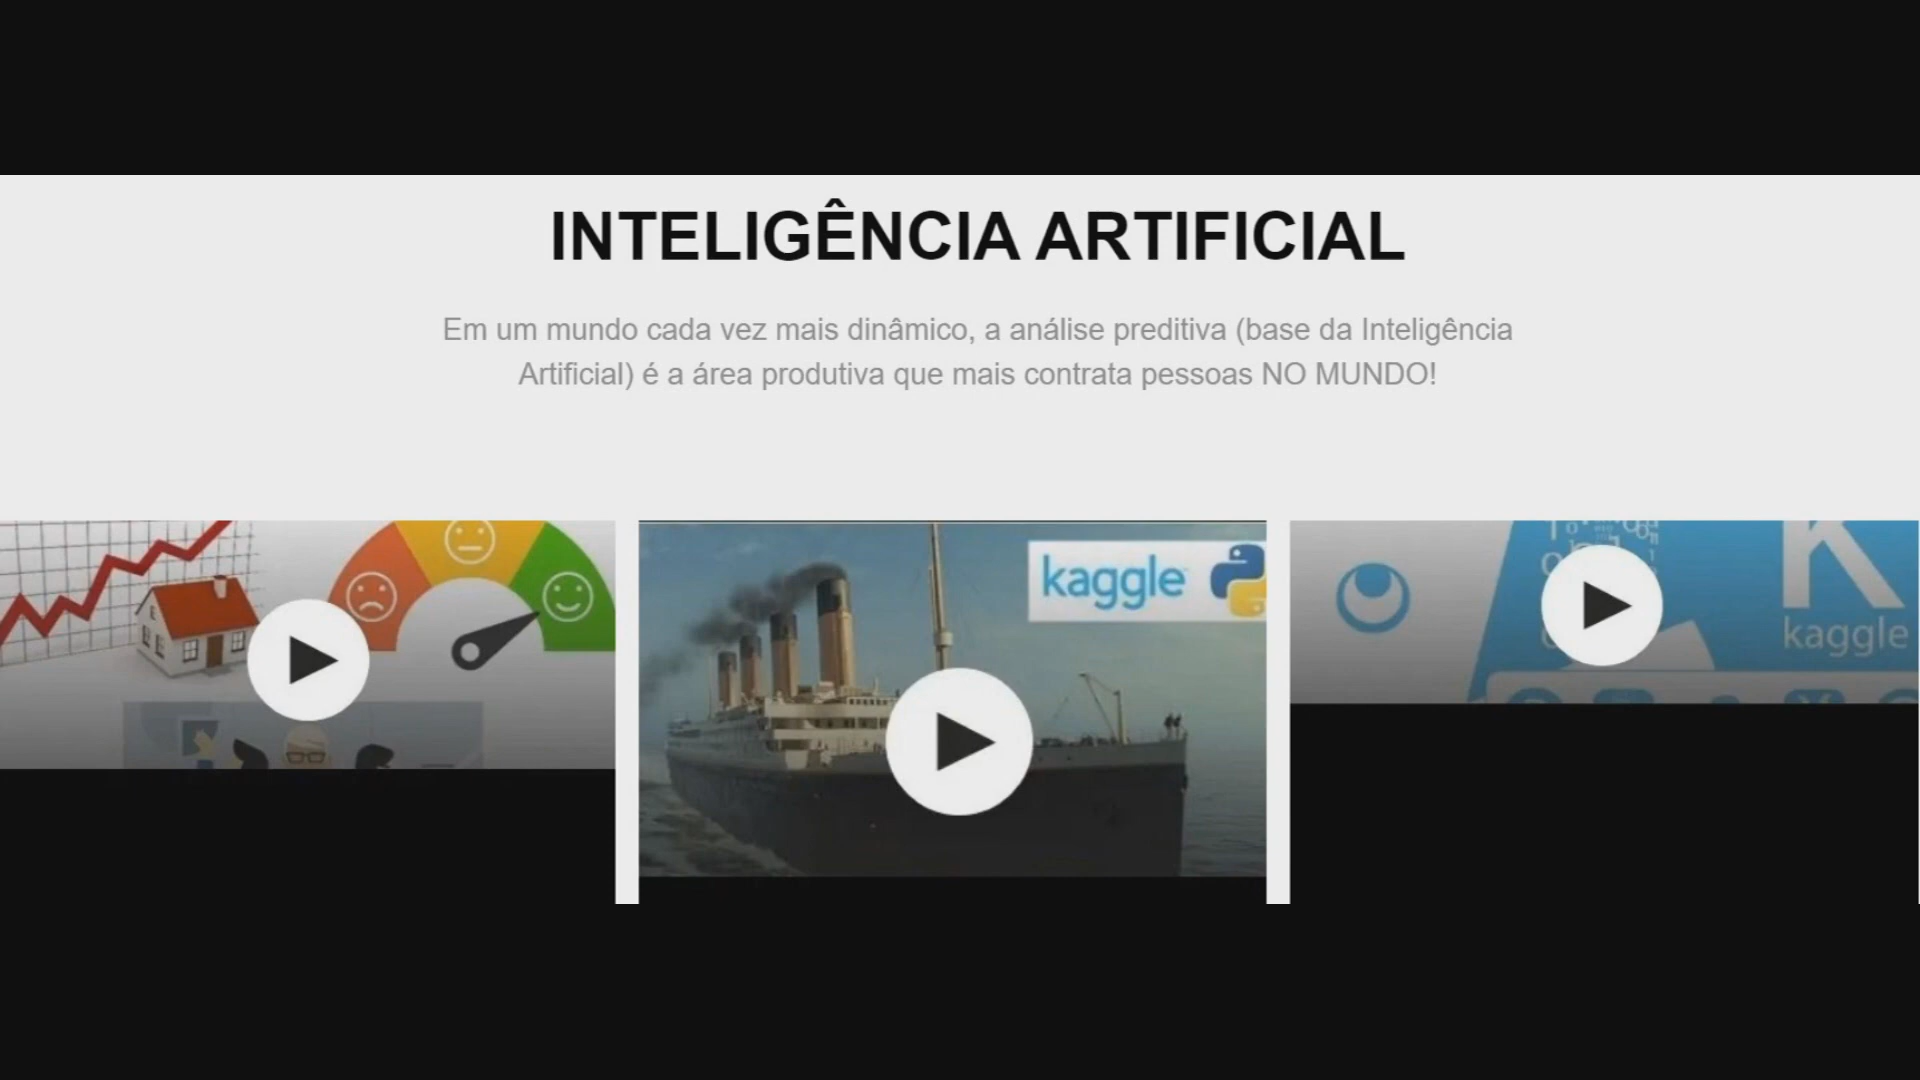 INTELIGÊNCIA ARTIFICIAL
Em um mundo cada vez mais dinâmico, a análise preditiva (base da Inteligência
Artificial) é a área produtiva que mais contrata pessoas NO MUNDO!
kaggle
K
kaggle